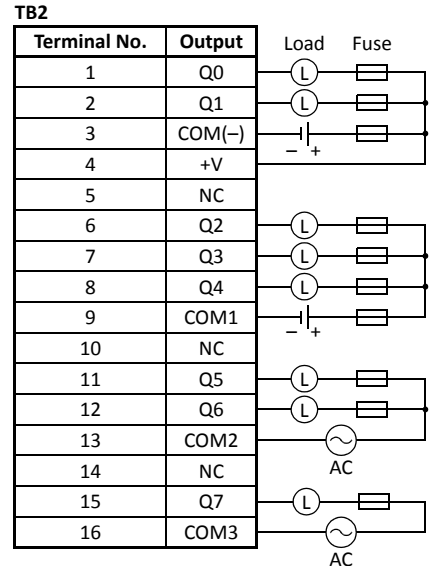 TB2
Terminal No. Output Load Fuse
1 Q0 L
2 Q1 L
3 COM(–) – +
4 +V
5 NC
6 Q2 L
7 Q3 L
8 Q4 L
9 COM1 – +
10 NC
11 Q5 L
12 Q6 L
13 COM2 AC
14 NC
15 Q7 L
16 COM3 AC